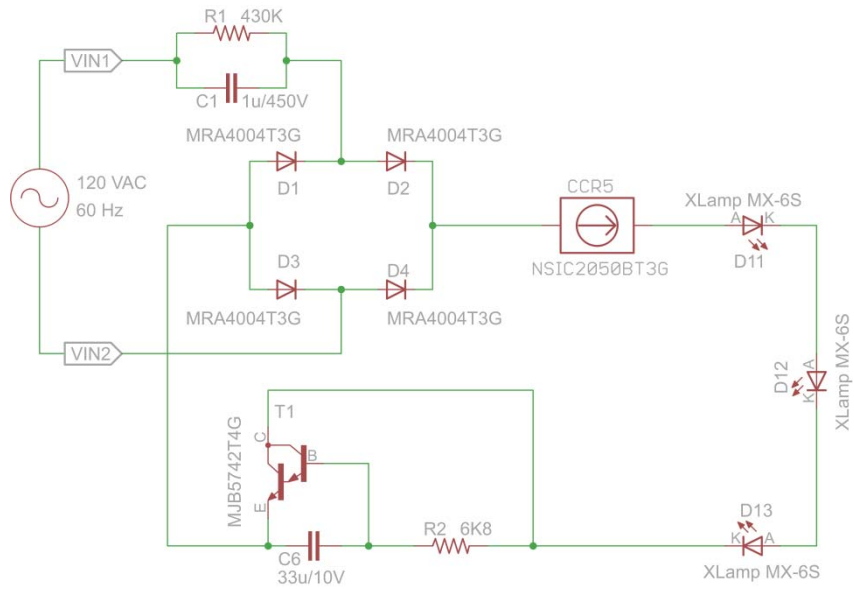 R1 430K
VIN1
C1 1u/450V
MRA4004T3G MRA4004T3G
D1 D2
120 VAC
60 Hz
CCR5
NSIC2050BT3G
XLamp MX-6S
A K
D11
D3 D4
MRA4004T3G MRA4004T3G
VIN2
D12
A
K
XLamp MX-6S
T1
MJB5742T4G
C
B
E
C6
33u/10V
R2 6K8
D13
K A
XLamp MX-6S